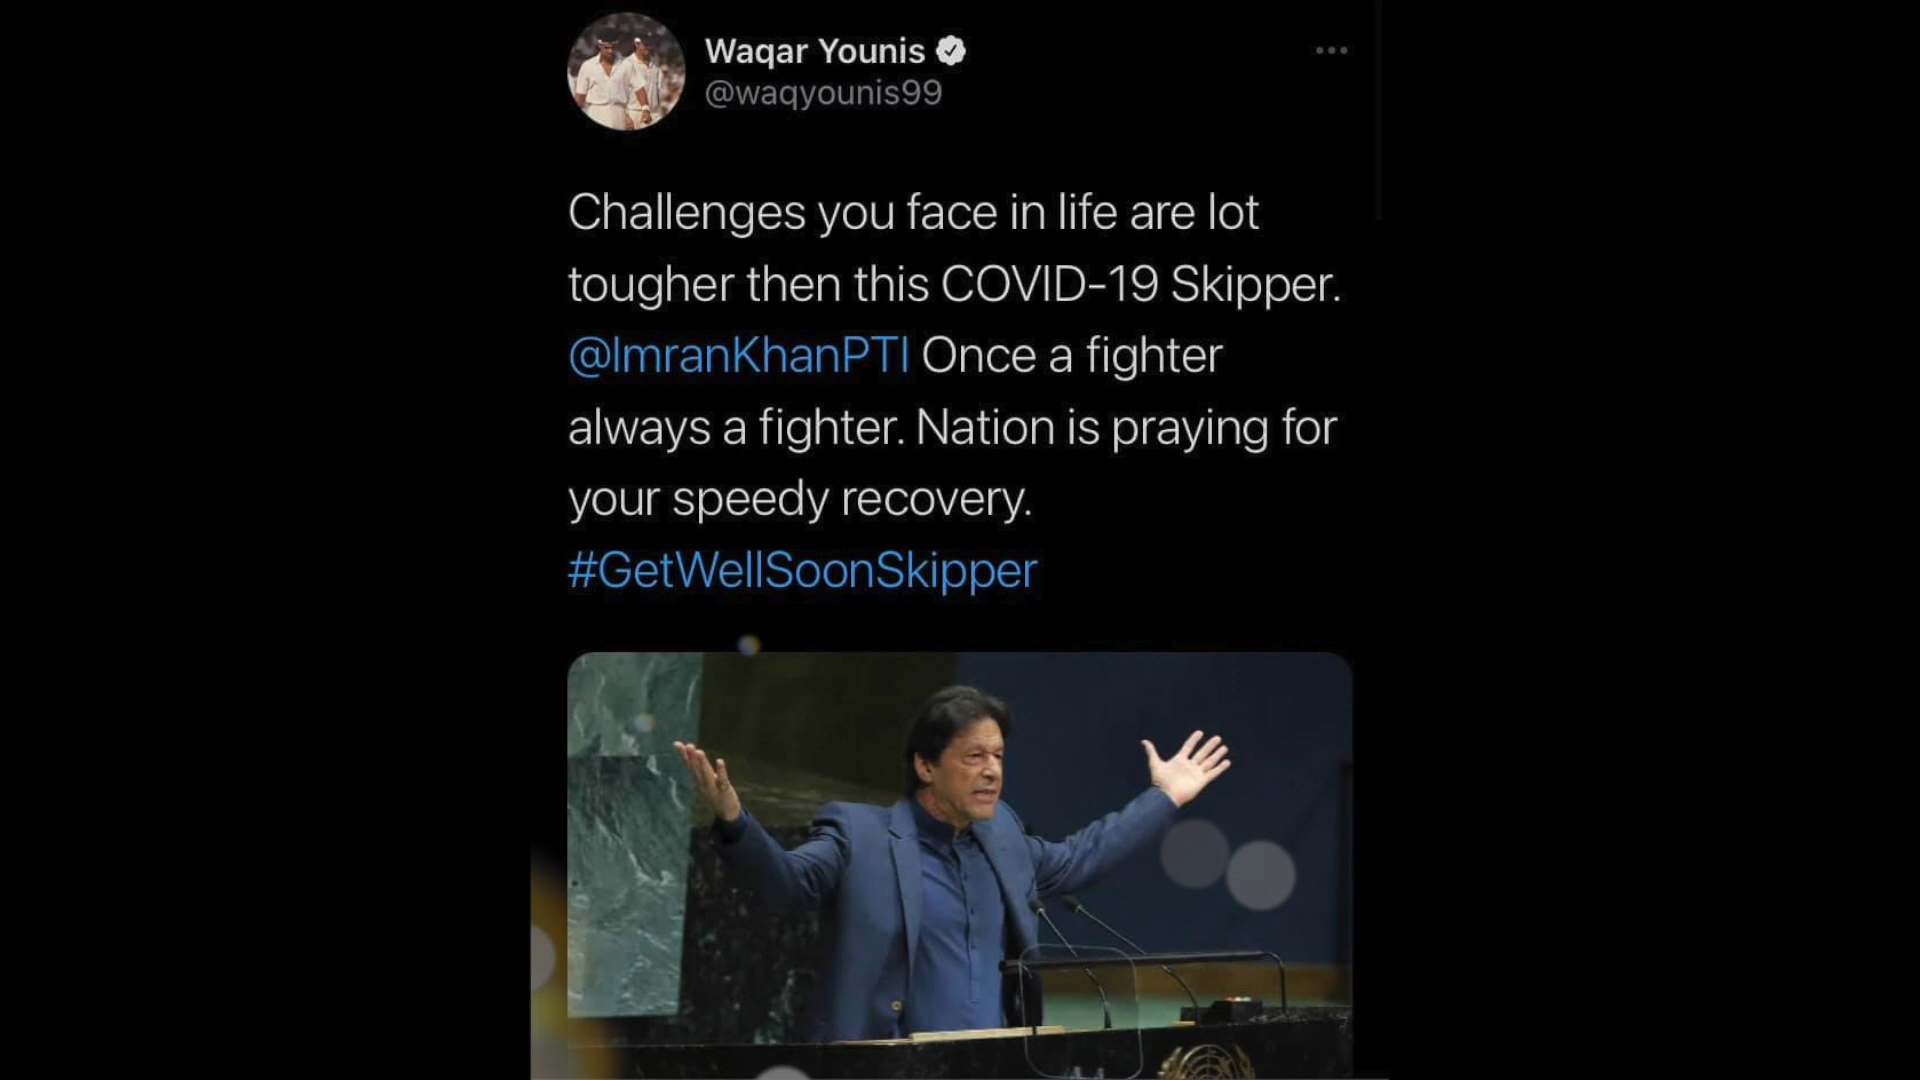 Waqar Younis
@waqyounis99
Challenges you face in life are lot
tougher then this COVID-19 Skipper.
@ImranKhanPTI Once a fighter
always a fighter. Nation is praying for
your speedy recovery.
#GetWellSoonSkipper